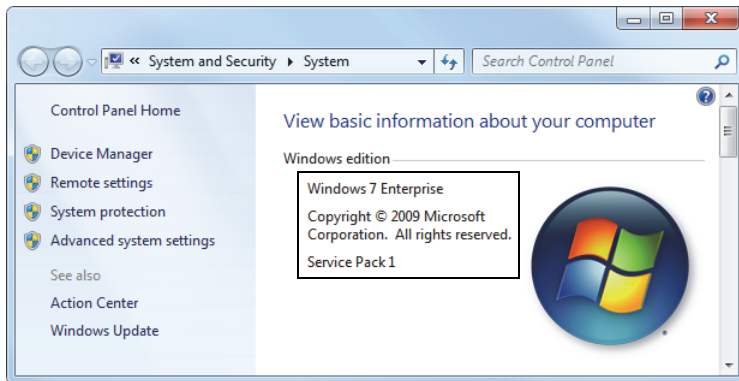 « System and Security ▸ System
Search Control Panel
Control Panel Home
Device Manager
Remote settings
System protection
Advanced system settings
See also
Action Center
Windows Update
View basic information about your computer
Windows edition
Windows 7 Enterprise
Copyright © 2009 Microsoft
Corporation. All rights reserved.
Service Pack 1